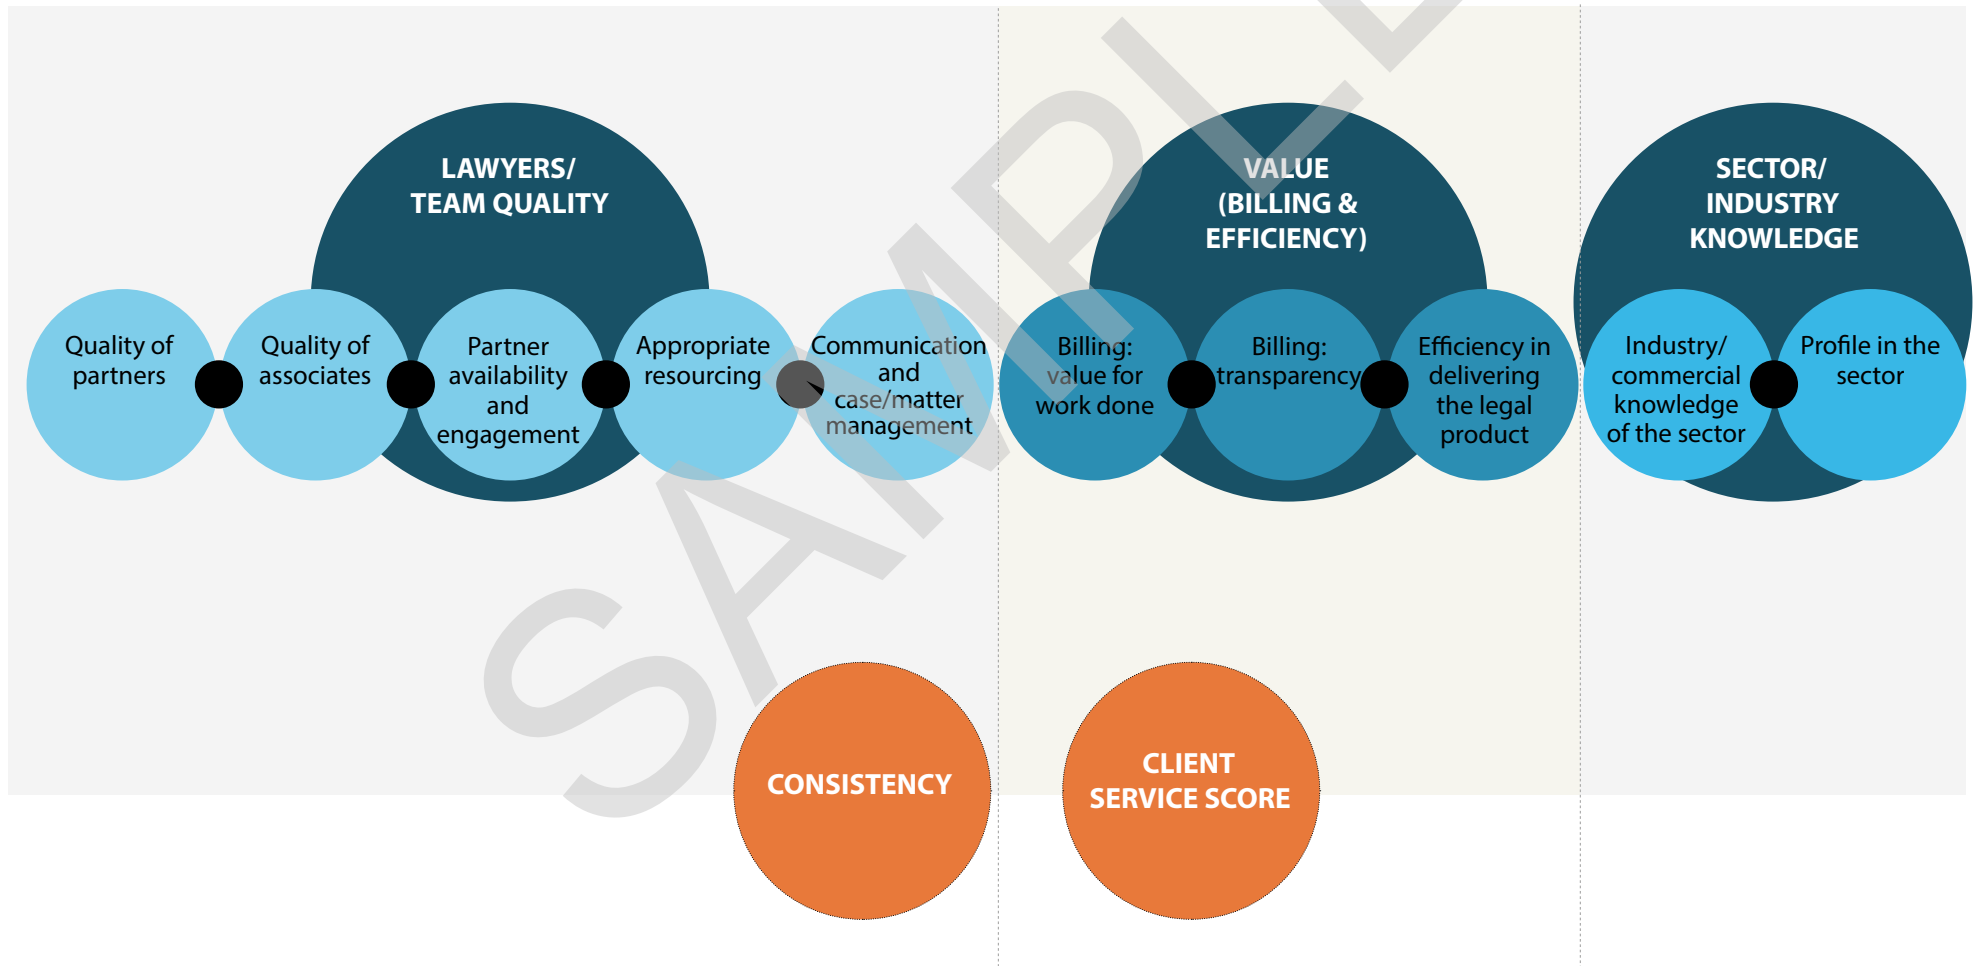 LAWYERS/
TEAM QUALITY
VALUE
(BILLING &
EFFICIENCY)
SECTOR/
INDUSTRY
KNOWLEDGE
Quality of
partners
Quality of
associates
Partner
availability
and
engagement
Appropriate
resourcing
Communication
and
case/matter
management
Billing:
value for
work done
Billing:
transparency
Efficiency in
delivering
the legal
product
Industry/
commercial
knowledge
of the sector
Profile in the
sector
CONSISTENCY
CLIENT
SERVICE SCORE
SAMPLE